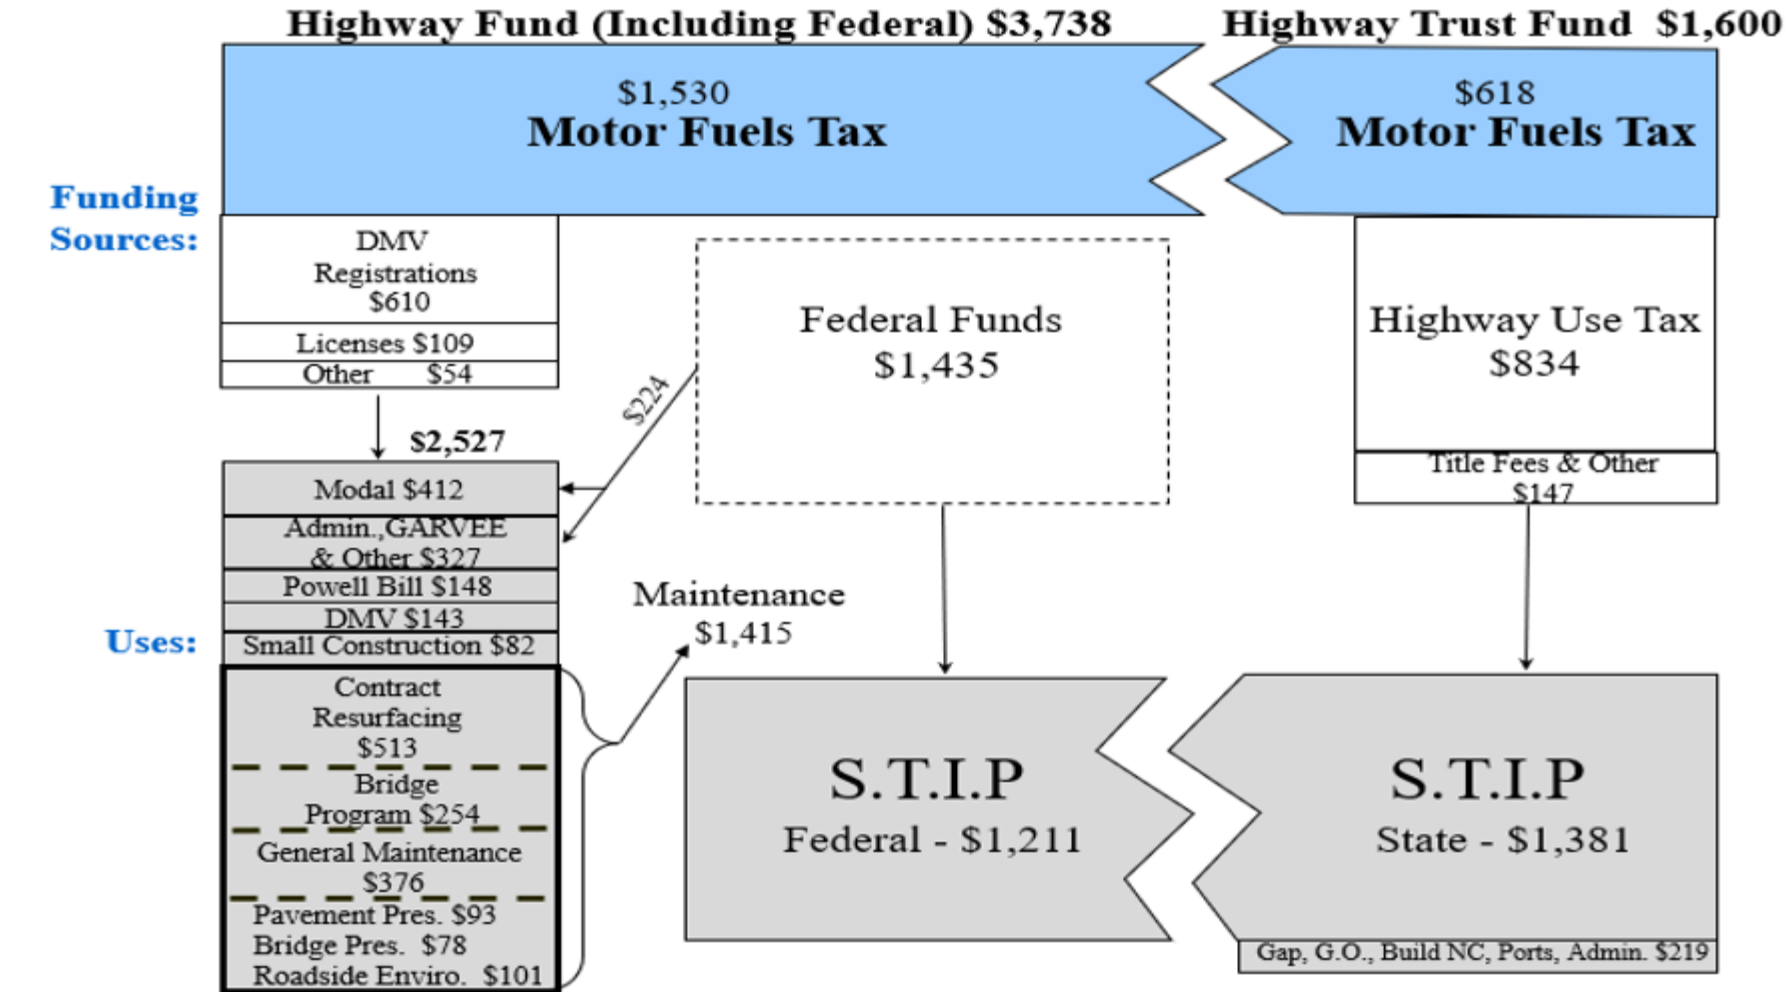 Highway Fund (Including Federal) $3,738
Highway Trust Fund $1,600
$1,530
Motor Fuels Tax
$618
Motor Fuels Tax
Funding
Sources:
DMV
Registrations
$610
Licenses $109
Other $54
Federal Funds
$1,435
Highway Use Tax
$834
Title Fees & Other
$147
$224
$2,527
Uses:
Modal $412
Admin.,GARVEE
& Other $327
Powell Bill $148
DMV $143
Small Construction $82
Contract
Resurfacing
$513
Bridge
Program $254
General Maintenance
$376
Pavement Pres. $93
Bridge Pres. $78
Roadside Enviro. $101
Maintenance
$1,415
S.T.I.P
Federal - $1,211
S.T.I.P
State - $1,381
Gap, G.O., Build NC, Ports, Admin. $219